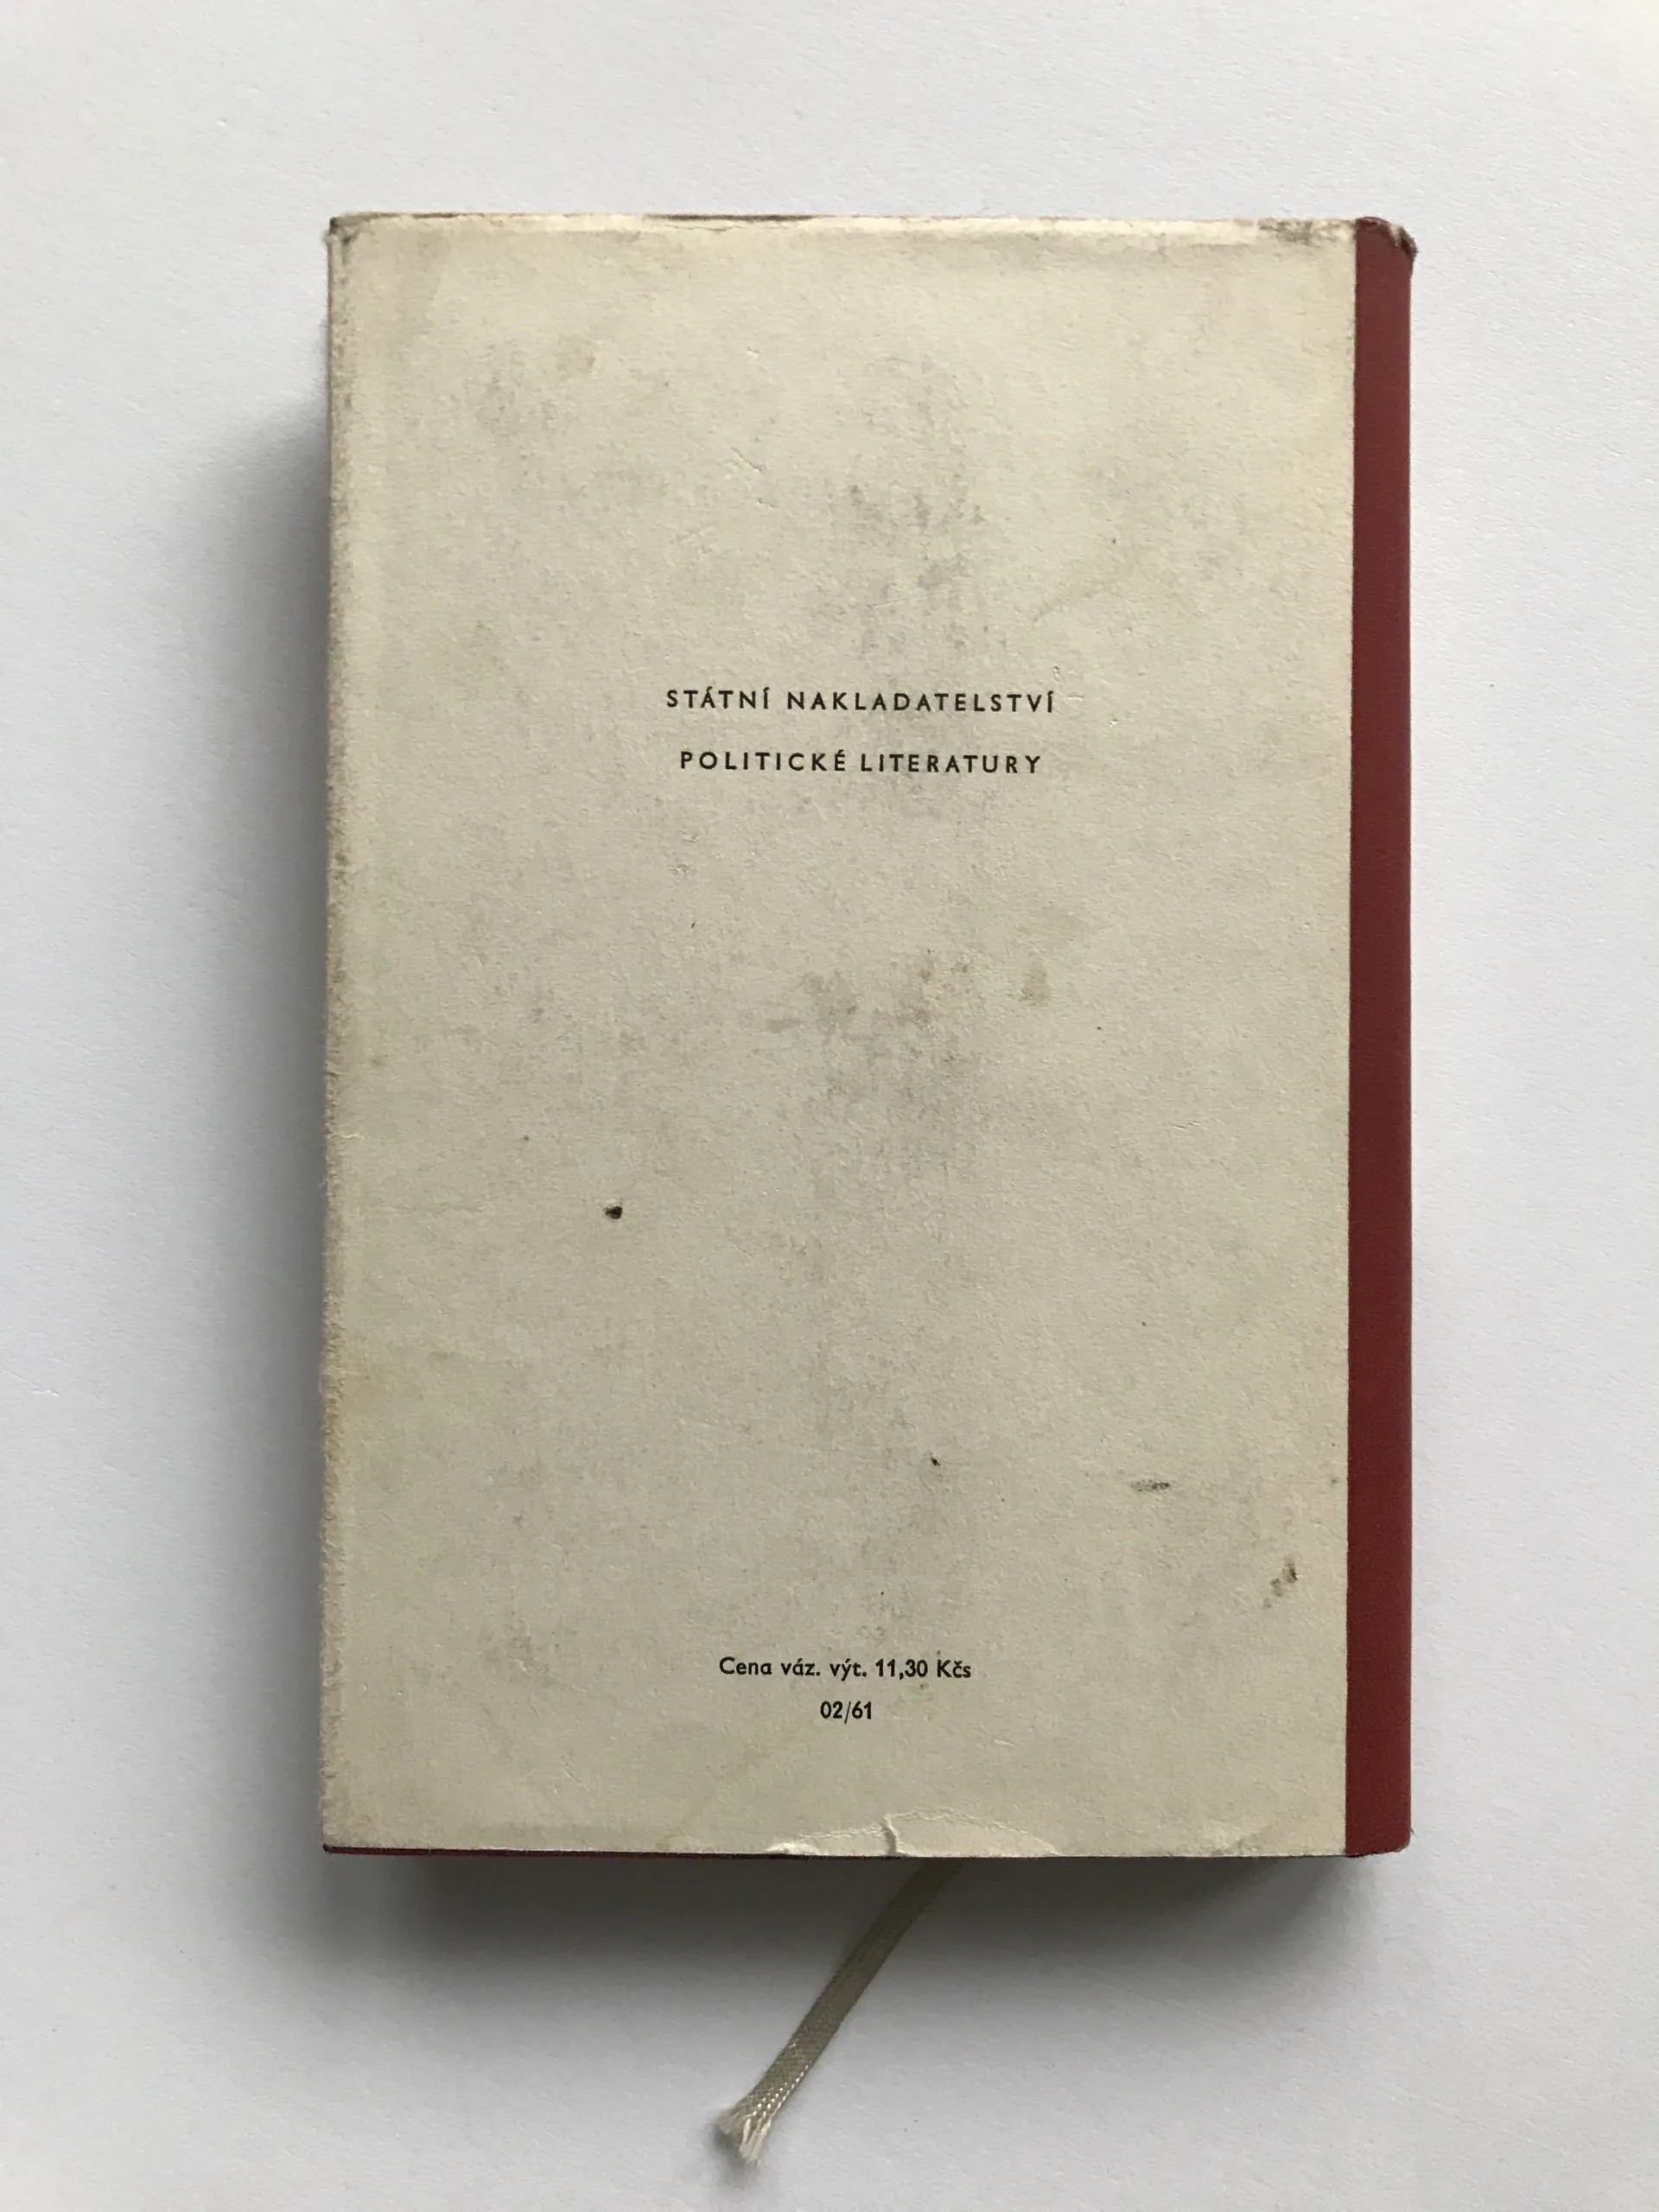 STÁTNÍ NAKLADATELSTVÍ
POLITICKÉ LITERATURY
Cena váz. výt. 11,30 Kčs
02/61